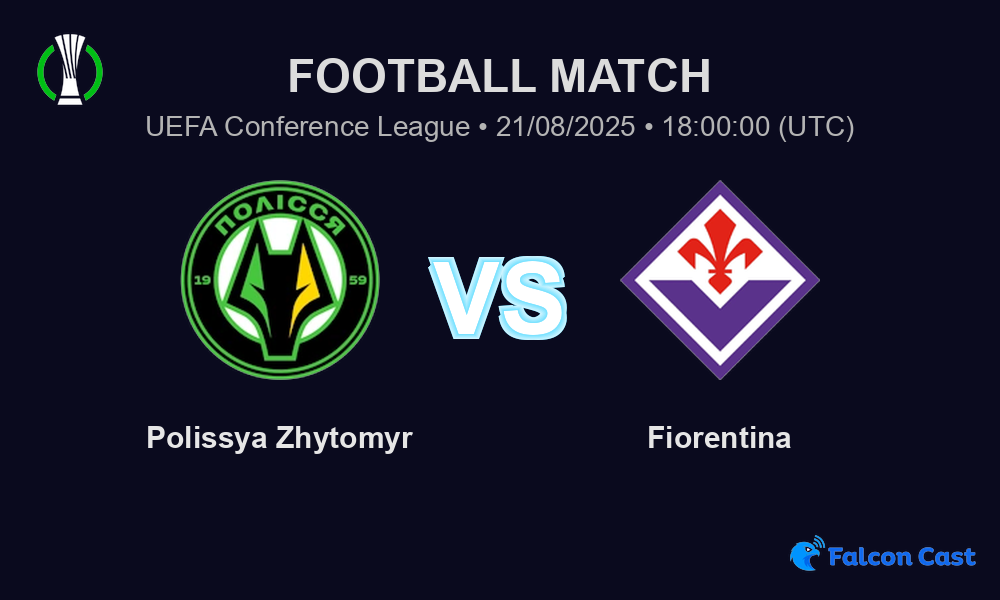 FOOTBALL MATCH
UEFA Conference League • 21/08/2025 • 18:00:00 (UTC)
ПОЛІССЯ
19 59
VS
Polissya Zhytomyr
Fiorentina
Falcon Cast